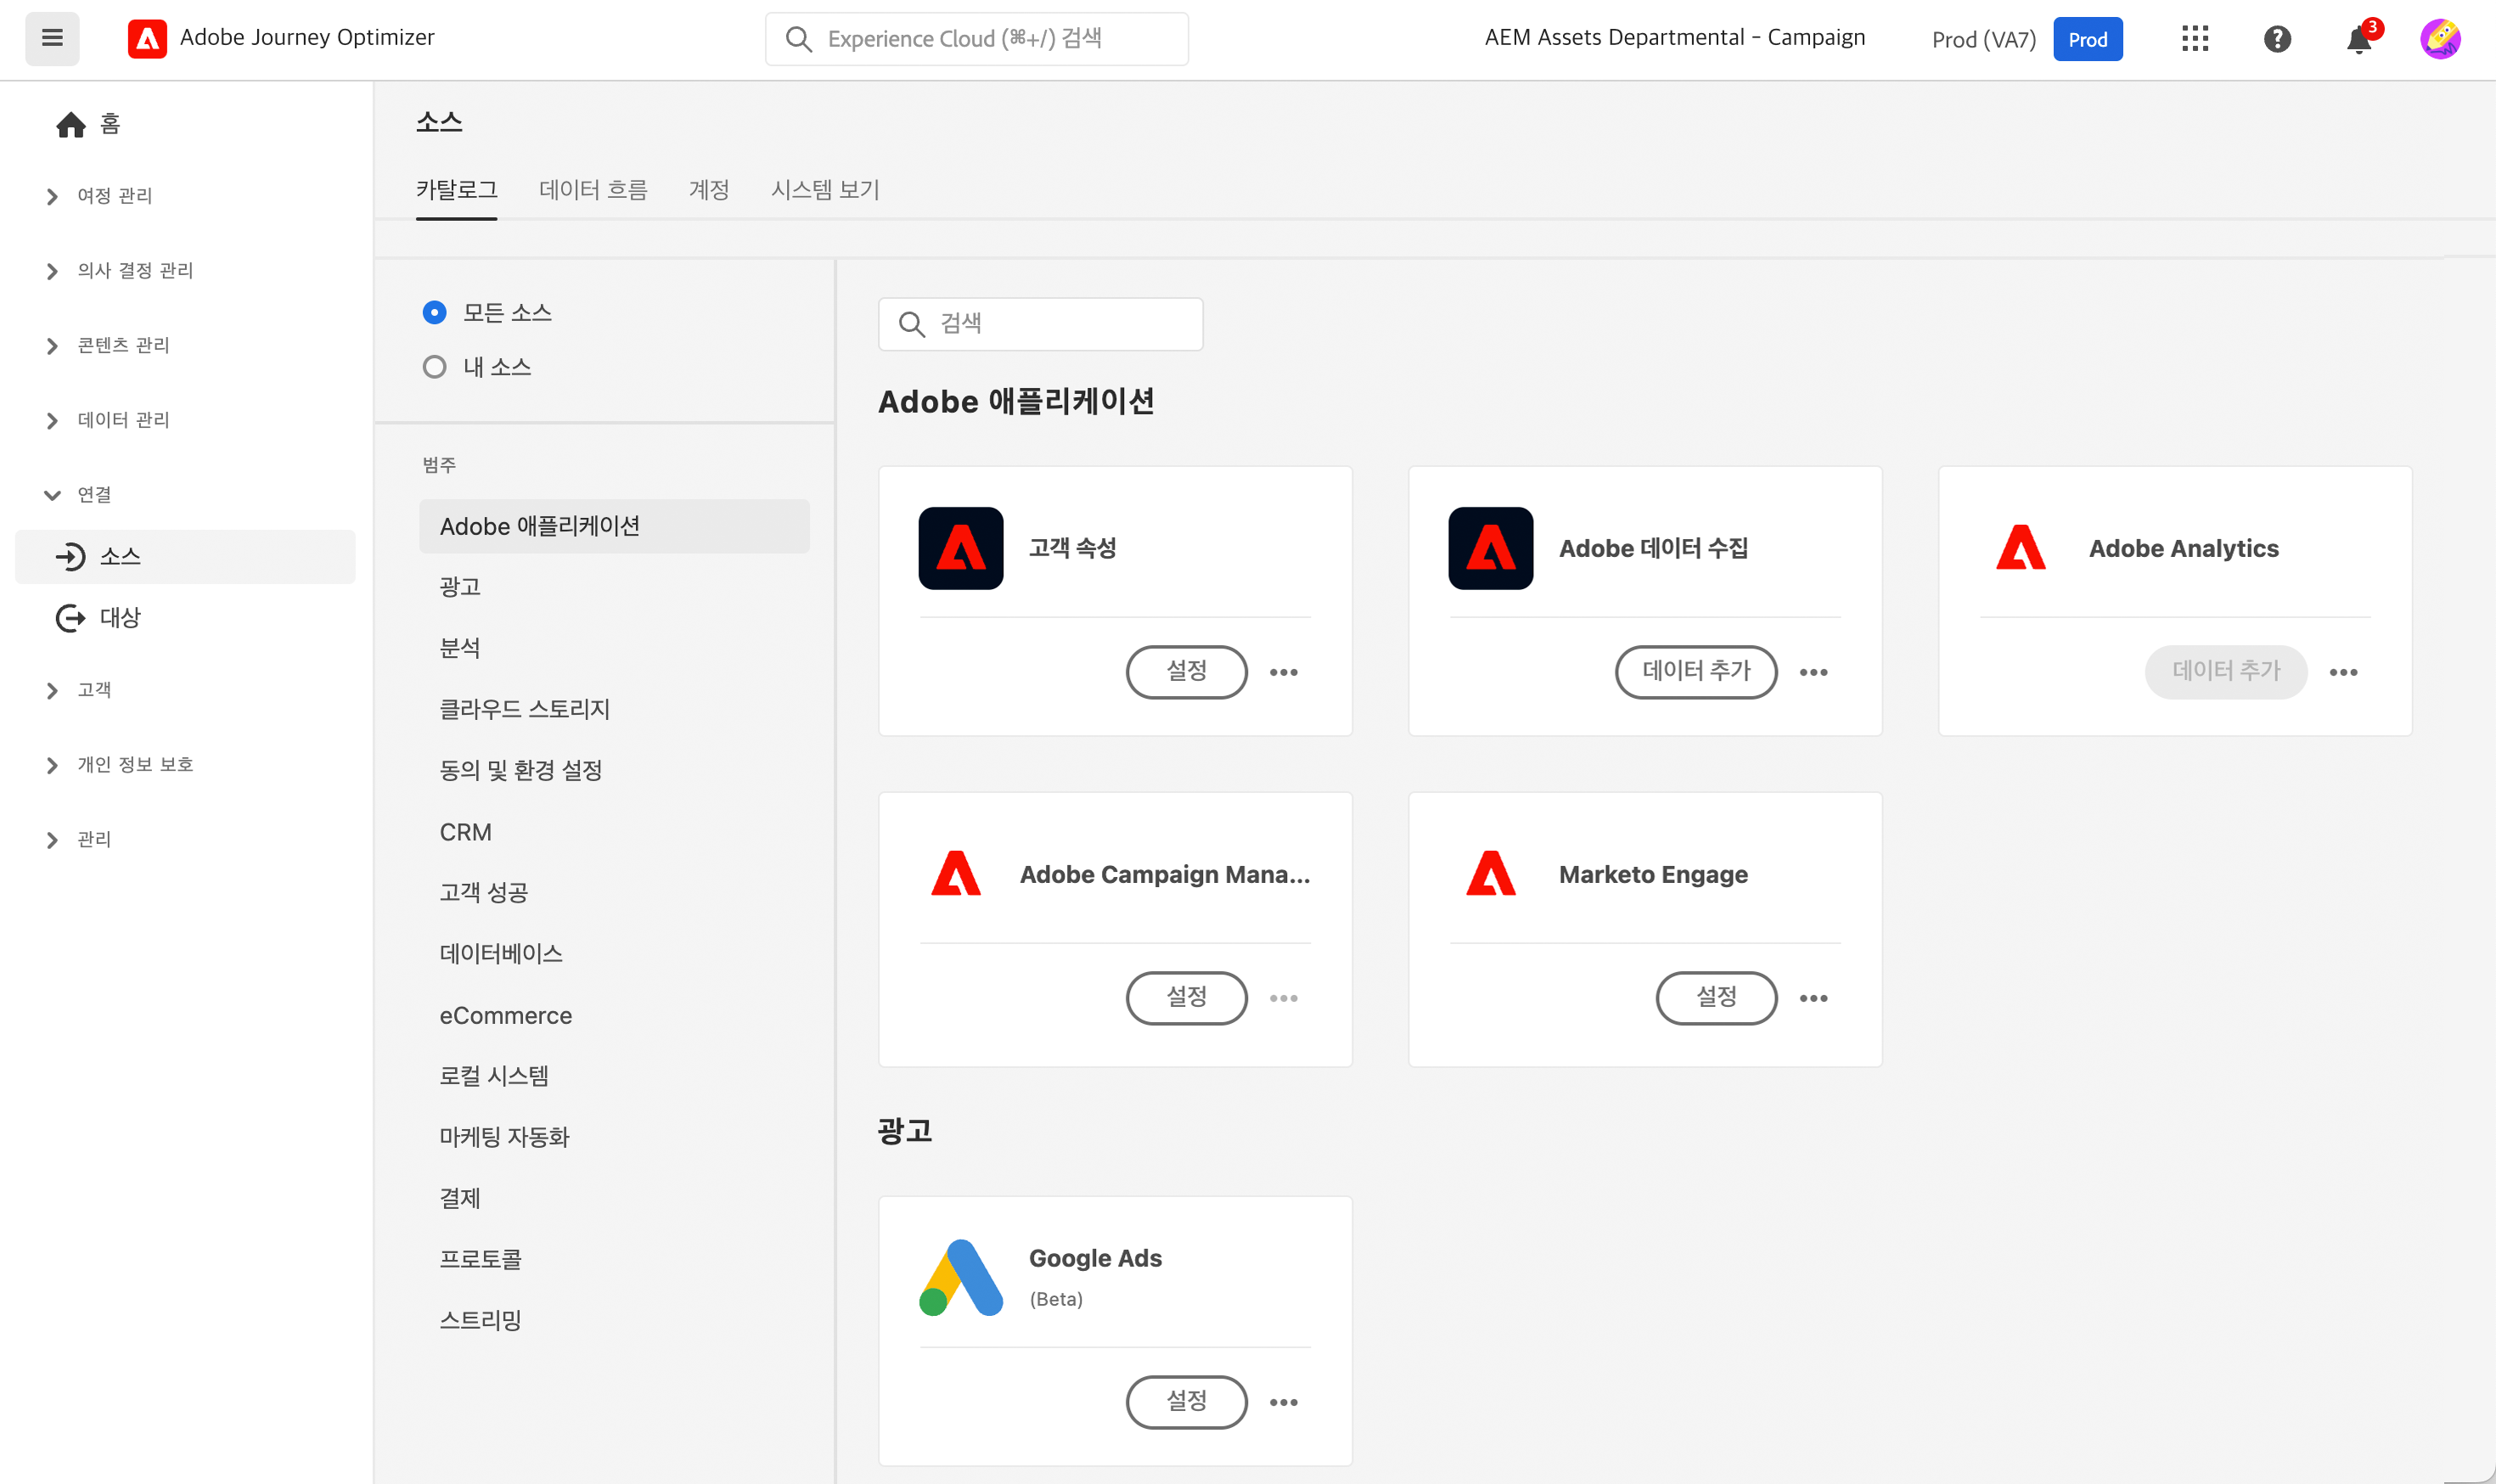 Adobe Journey Optimizer
Experience Cloud (⌘+/) 검색
AEM Assets Departmental - Campaign
Prod (VA7)
Prod
3
홈
여정 관리
의사 결정 관리
콘텐츠 관리
데이터 관리
연결
소스
대상
고객
개인 정보 보호
관리
소스
카탈로그 데이터 흐름 계정 시스템 보기
모든 소스
내 소스
범주
Adobe 애플리케이션
광고
분석
클라우드 스토리지
동의 및 환경 설정
CRM
고객 성공
데이터베이스
eCommerce
로컬 시스템
마케팅 자동화
결제
프로토콜
스트리밍
검색
Adobe 애플리케이션
고객 속성
설정
Adobe 데이터 수집
데이터 추가
Adobe Analytics
데이터 추가
Adobe Campaign Mana...
설정
Marketo Engage
설정
광고
Google Ads
(Beta)
설정